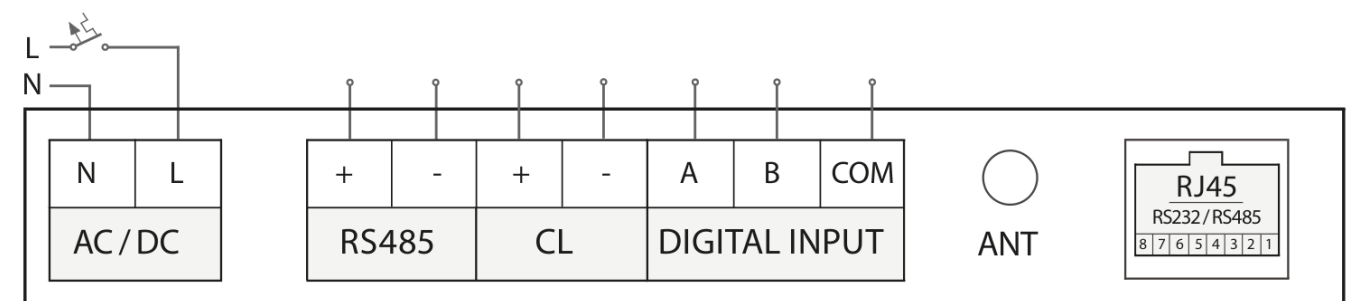 L
N
N L
AC / DC
+ - + - A B COM
RS485 CL DIGITAL INPUT
ANT
RJ45
RS232 / RS485
8 7 6 5 4 3 2 1